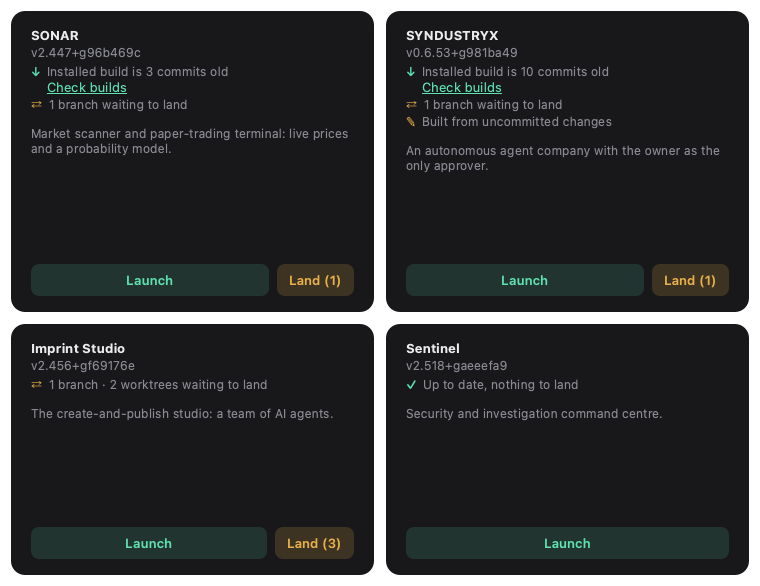 SONAR
v2.447+g96b469c
↓ Installed build is 3 commits old
Check builds
⇄ 1 branch waiting to land
Market scanner and paper-trading terminal: live prices
and a probability model.
Launch
Land (1)
SYNDUSTRYX
v0.6.53+g981ba49
↓ Installed build is 10 commits old
Check builds
⇄ 1 branch waiting to land
✎ Built from uncommitted changes
An autonomous agent company with the owner as the
only approver.
Launch
Land (1)
Imprint Studio
v2.456+gf69176e
⇄ 1 branch · 2 worktrees waiting to land
The create-and-publish studio: a team of AI agents.
Launch
Land (3)
Sentinel
v2.518+gaeeefa9
✓ Up to date, nothing to land
Security and investigation command centre.
Launch